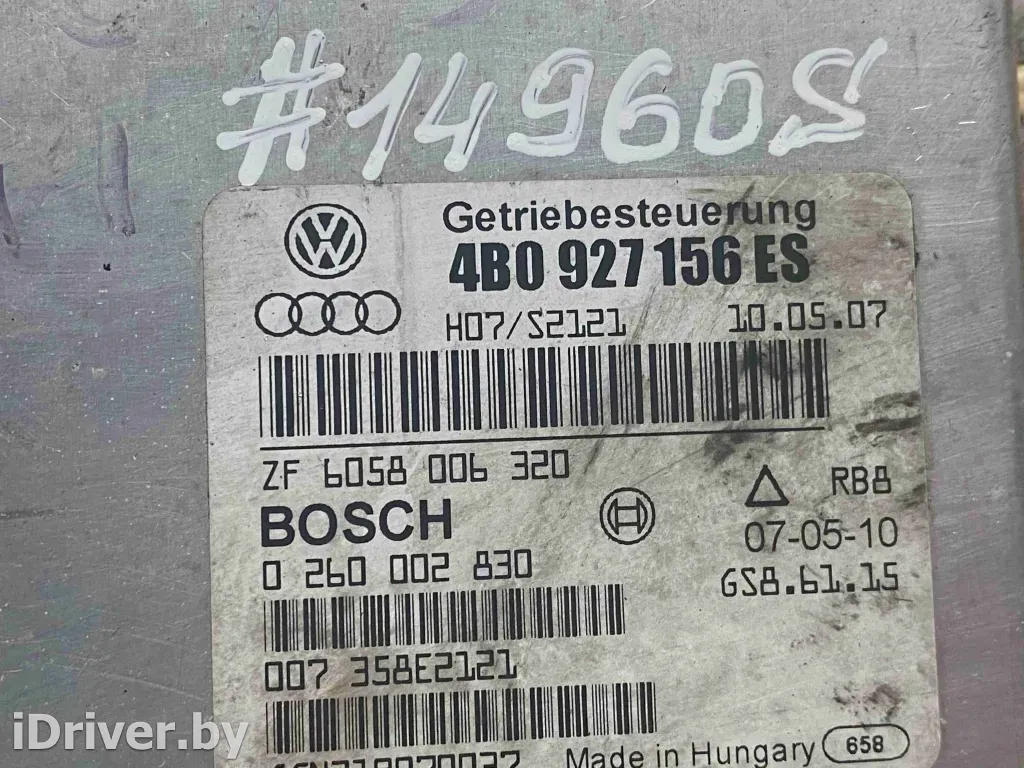 #14960S
Getriebesteuerung
4B0 927 156 ES
H07/S2121 10.05.07
ZF 6058 006 320
RB8
BOSCH
07-05-10
0 260 002 830
GS8.61.15
007 358E2121
Made in Hungary 658
iDriver.by